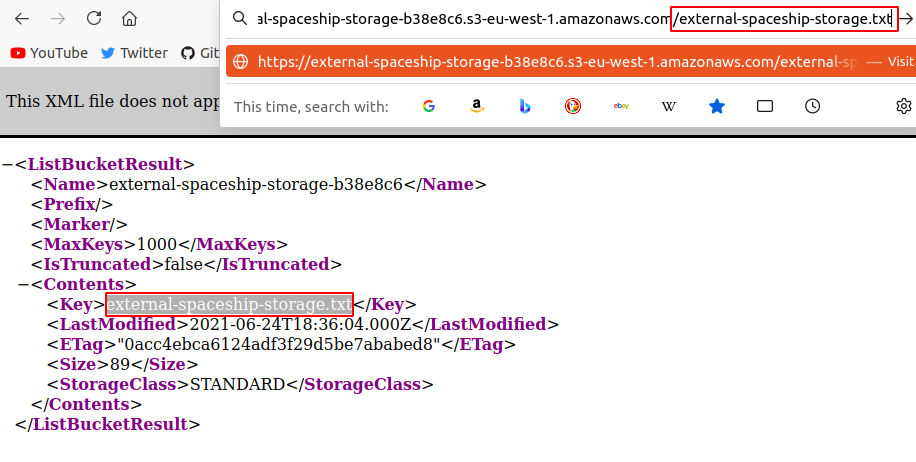 al-spaceship-storage-b38e8c6.s3-eu-west-1.amazonaws.com/external-spaceship-storage.txt
YouTube Twitter Git
https://external-spaceship-storage-b38e8c6.s3-eu-west-1.amazonaws.com/external-sp — Visit
This XML file does not app
This time, search with:
ebay W
−<ListBucketResult>
<Name>external-spaceship-storage-b38e8c6</Name>
<Prefix/>
<Marker/>
<MaxKeys>1000</MaxKeys>
<IsTruncated>false</IsTruncated>
−<Contents>
<Key>external-spaceship-storage.txt</Key>
<LastModified>2021-06-24T18:36:04.000Z</LastModified>
<ETag>"0acc4ebca6124adf3f29d5be7ababed8"</ETag>
<Size>89</Size>
<StorageClass>STANDARD</StorageClass>
</Contents>
</ListBucketResult>